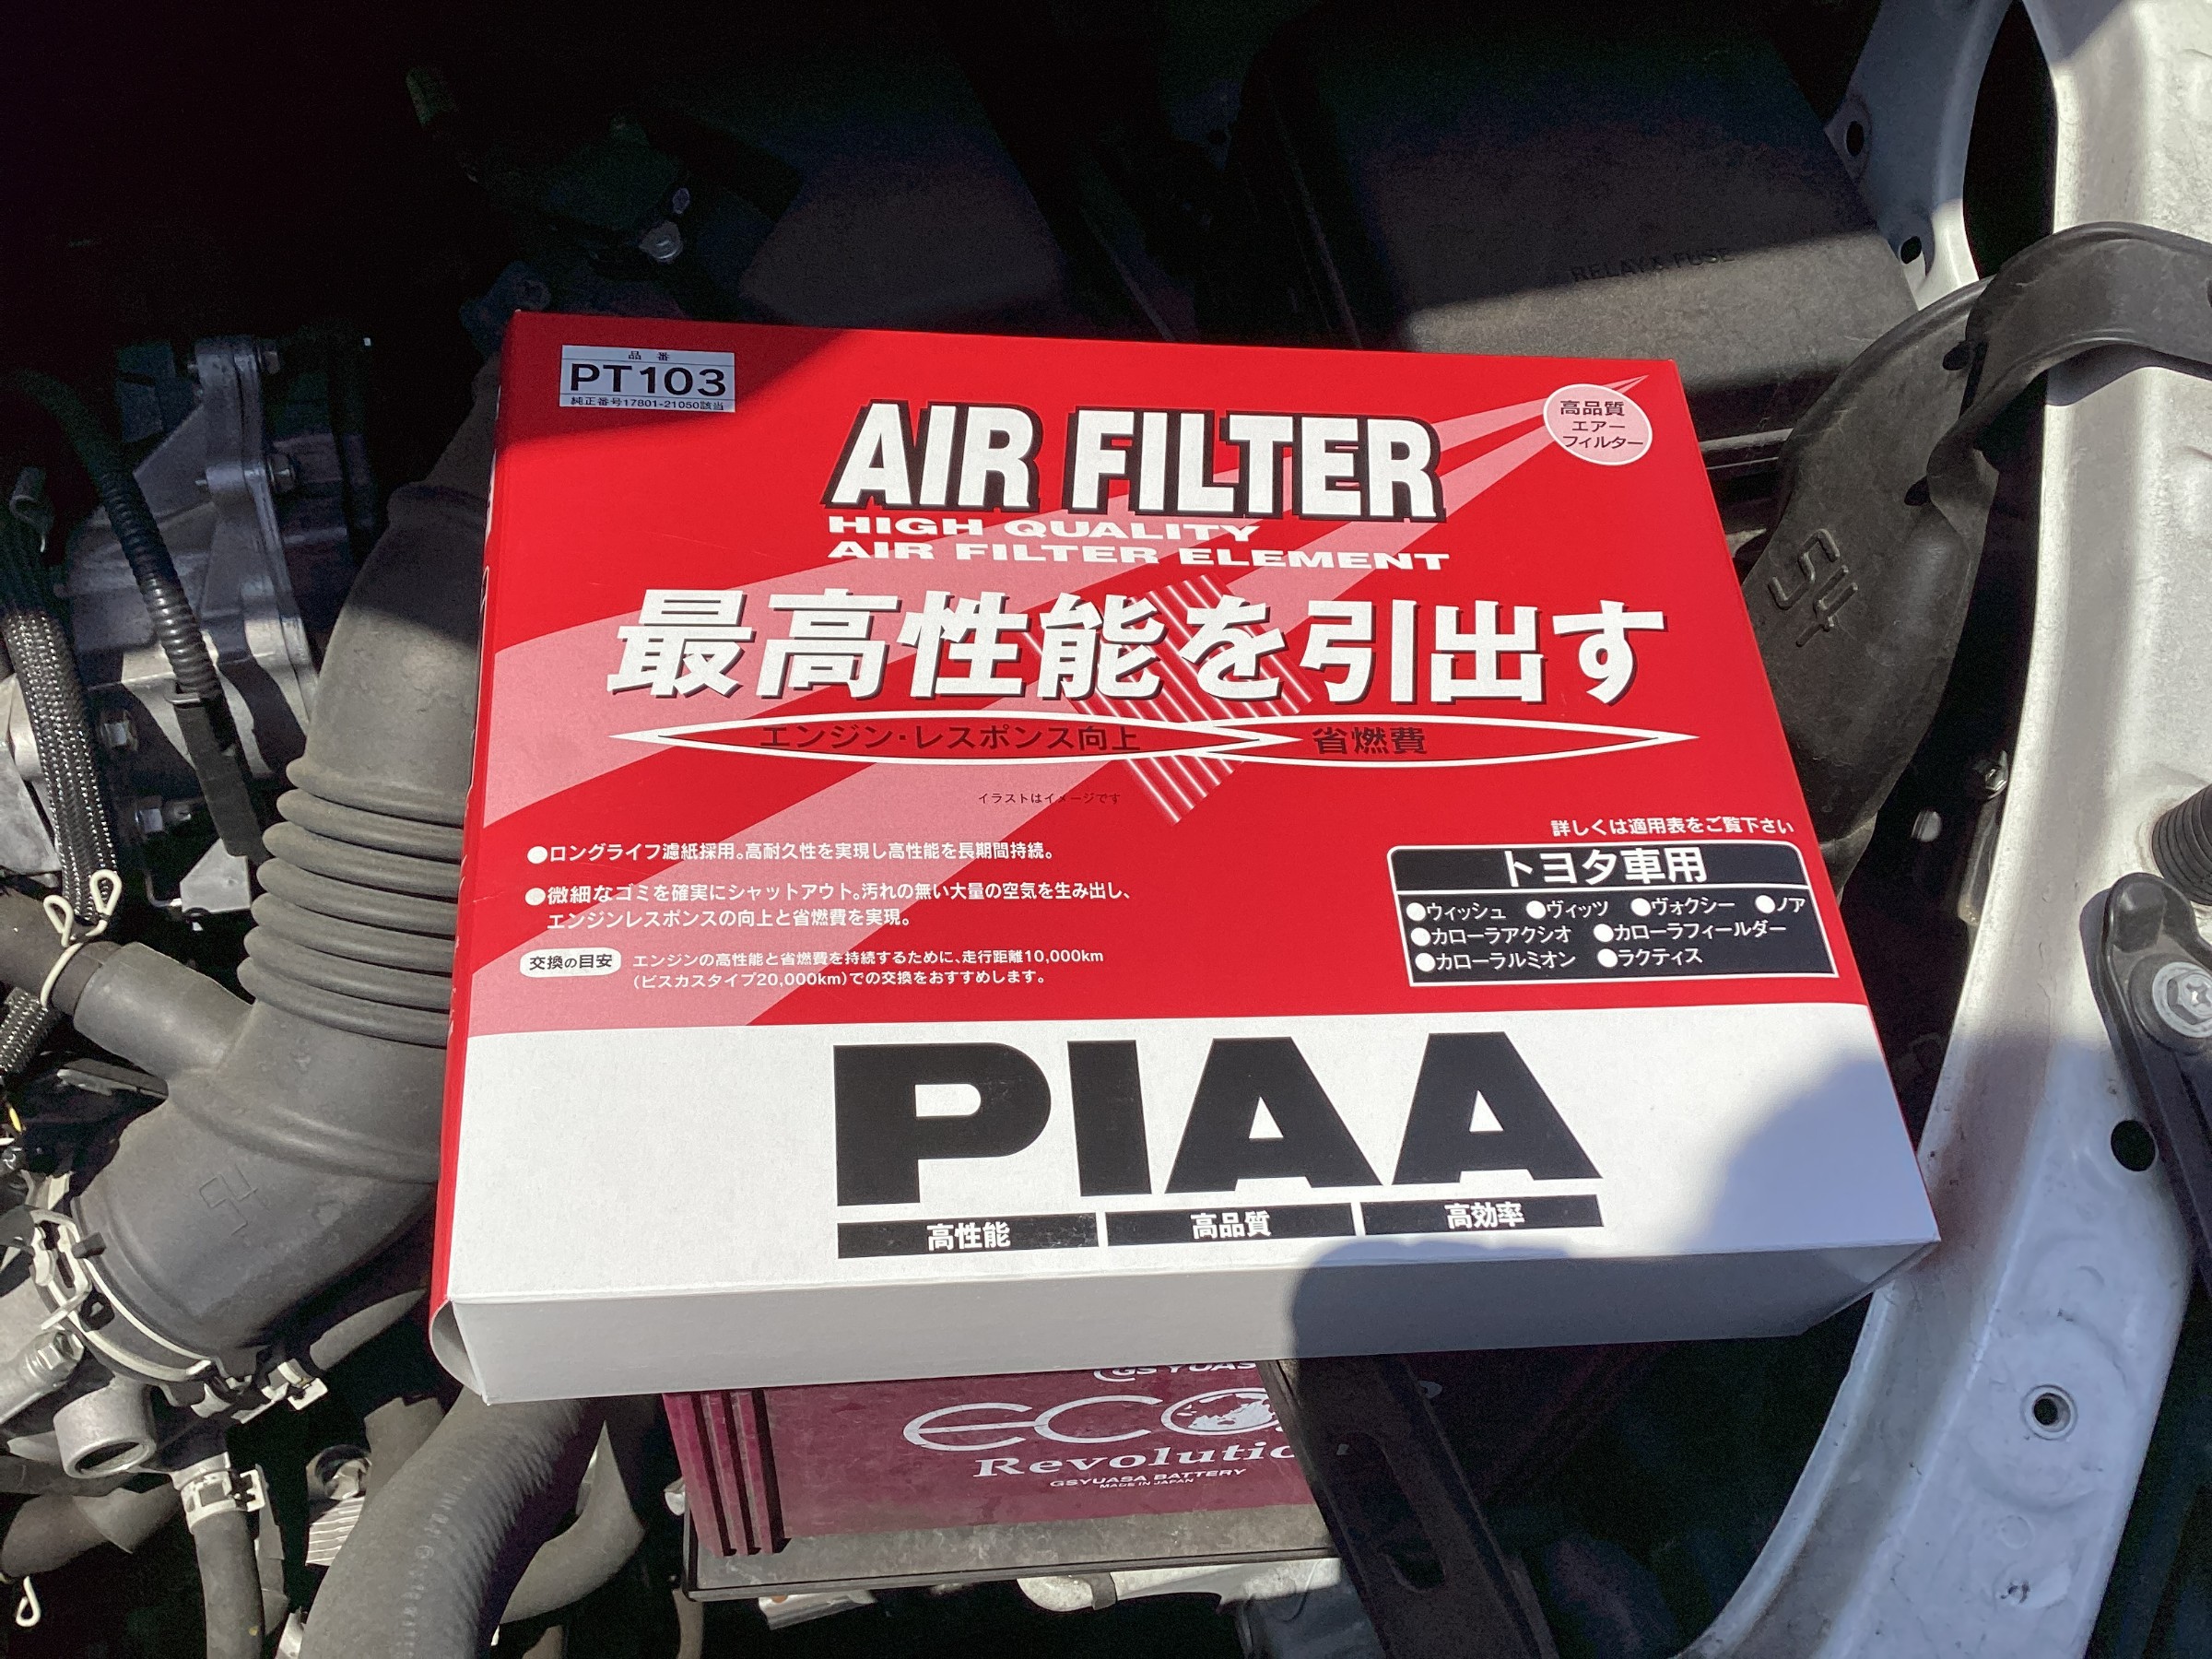 RELAY & FUSE
品番
PT103
純正番号17801-21050該当
AIR FILTER
高品質
エアー
フィルター
HIGH QUALITY
AIR FILTER ELEMENT
最高性能を引出す
エンジン・レスポンス向上 省燃費
イラストはイメージです
詳しくは適用表をご覧下さい
●ロングライフ濾紙採用。高耐久性を実現し高性能を長期間持続。
●微細なゴミを確実にシャットアウト。汚れの無い大量の空気を生み出し、
エンジンレスポンスの向上と省燃費を実現。
交換の目安 エンジンの高性能と省燃費を持続するために、走行距離10,000km
(ビスカスタイプ20,000km)での交換をおすすめします。
トヨタ車用
●ウィッシュ ●ヴィッツ ●ヴォクシー ●ノア
●カローラアクシオ ●カローラフィールダー
●カローラルミオン ●ラクティス
PIAA
高性能 高品質 高効率
54
54
GS YUAS
ECO
Revolutio
GSYUASA BATTERY
MADE IN JAPAN